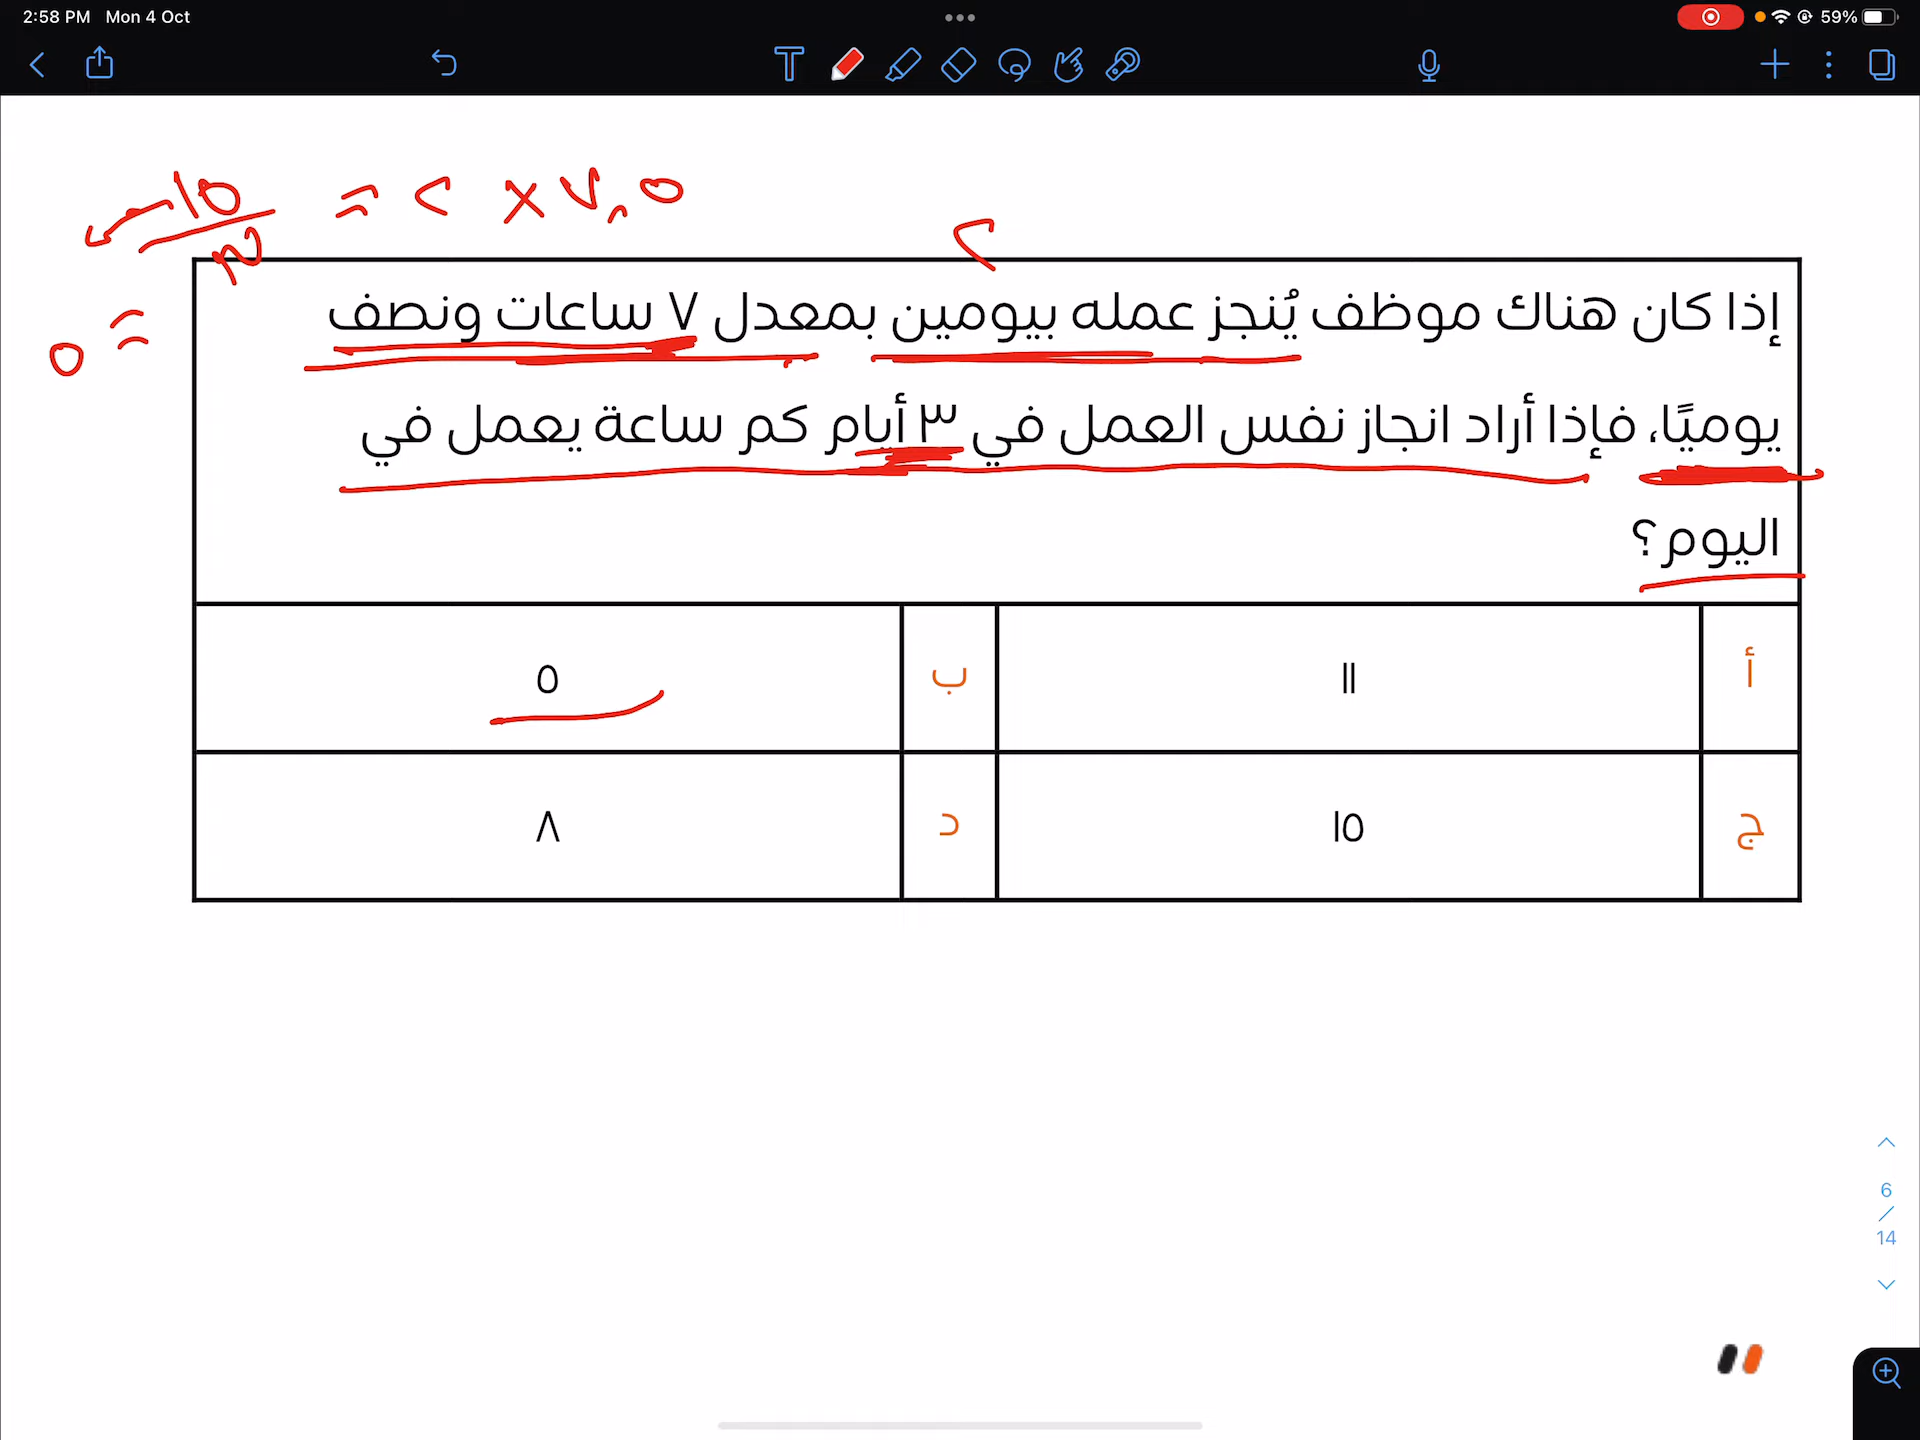 2:58 PM Mon 4 Oct
59%
٧,٥ × ٢ = ١٥
٣
= ٥
٢
إذا كان هناك موظف يُنجز عمله بيومين بمعدل ٧ ساعات ونصف
يوميًا، فإذا أراد انجاز نفس العمل في ٣ أيام كم ساعة يعمل في
اليوم؟
أ ١١ ب ٥
ج ١٥ د ٨
6
/
14